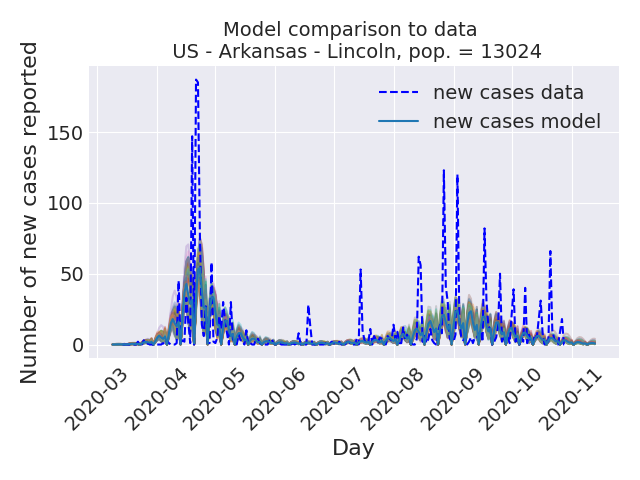 Model comparison to data
US - Arkansas - Lincoln, pop. = 13024
Number of new cases reported
150
100
50
0
new cases data
new cases model
2020-03
2020-04
2020-05
2020-06
2020-07
2020-08
2020-09
2020-10
2020-11
Day